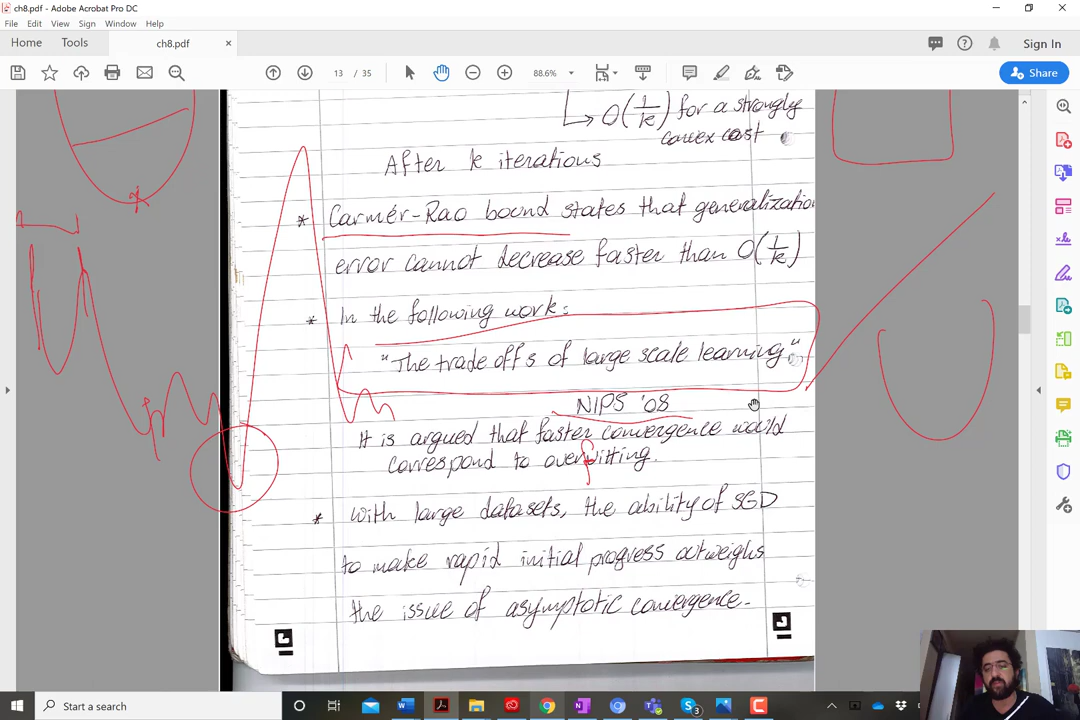 ch8.pdf - Adobe Acrobat Pro DC
File Edit View Sign Window Help
Home Tools ch8.pdf × Sign In
13 / 35 88.6% Share
O(1/k) for a strongly
convex cost
After k iterations
* Carmér-Rao bound states that generalizatio
error cannot decrease faster than O(1/k)
* In the following work:
"The trade offs of large scale learning"
NIPS '08
It is argued that faster convergence would
correspond to overfitting.
* with large datasets, the ability of SGD
to make rapid initial progress outweighs
the issue of asymptotic convergence.
Start a search